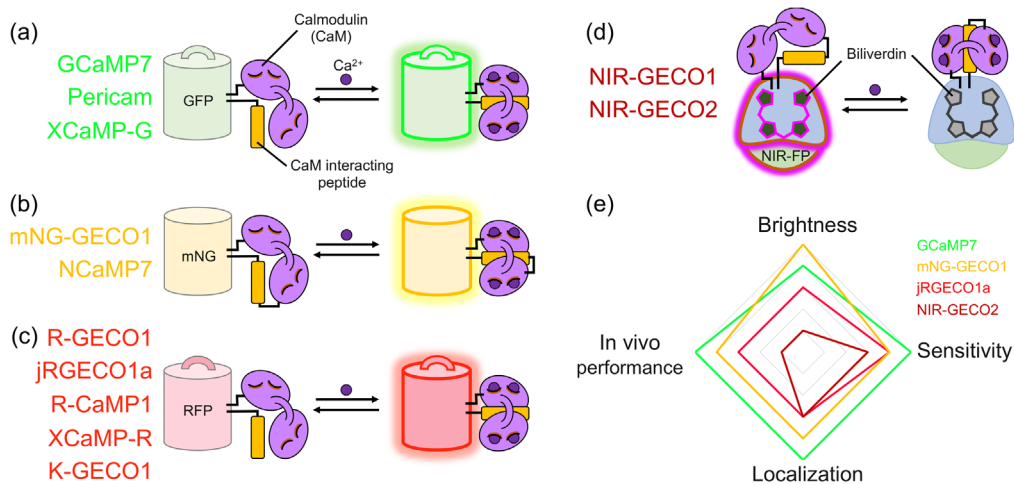 (a)
GCaMP7
Pericam
XCaMP-G
GFP
Calmodulin
(CaM)
Ca²⁺
CaM interacting
peptide
(b)
mNG-GECO1
NCaMP7
mNG
(c)
R-GECO1
jRGECO1a
R-CaMP1
XCaMP-R
K-GECO1
RFP
(d)
NIR-GECO1
NIR-GECO2
Biliverdin
NIR-FP
(e)
Brightness
GCaMP7
mNG-GECO1
jRGECO1a
NIR-GECO2
In vivo
performance
Sensitivity
Localization